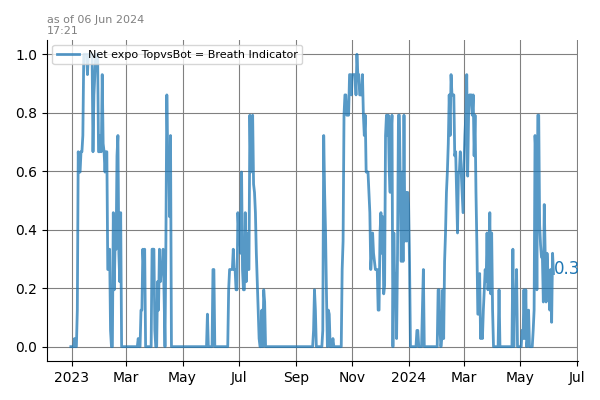 as of 06 Jun 2024
17:21
Net expo TopvsBot = Breath Indicator
1.0
0.8
0.6
0.4
0.2
0.0
0.3
2023 Mar May Jul Sep Nov 2024 Mar May Jul